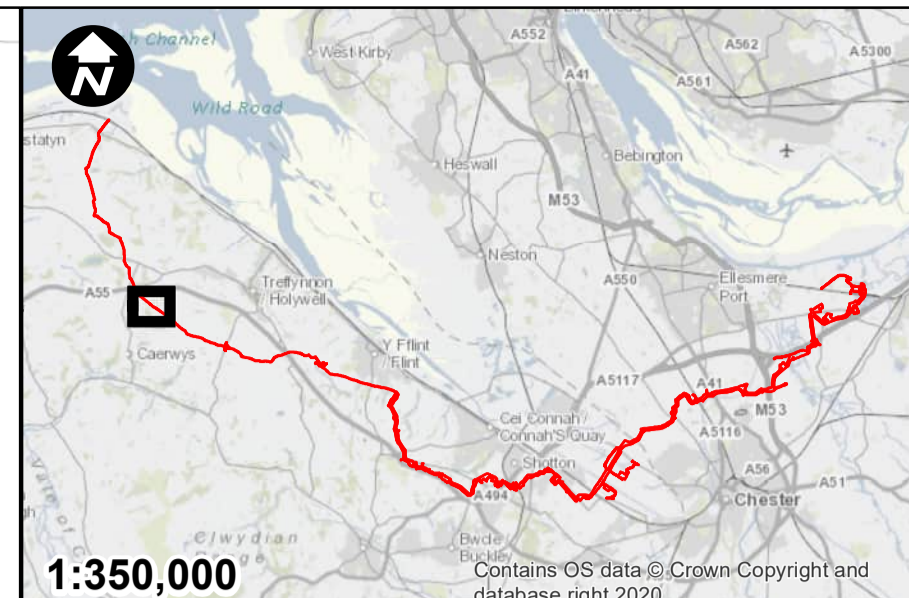 A552
A562
A5300
Channel
West Kirby
A41
A561
N
Wild Road
statyn
Heswall
Bebington
M53
Neston
A550
Ellesmere
Port
Treffynnon
/ Holywell
A55
Caerwys
Y Fflint
/ Flint
A5117
A41
M53
Cei Connah /
Connah'S Quay
A5116
Shotton
A56
A51
A494
Chester
Clwydian
Range
Bwcle
Buckley
1:350,000
Contains OS data © Crown Copyright and
database right 2020